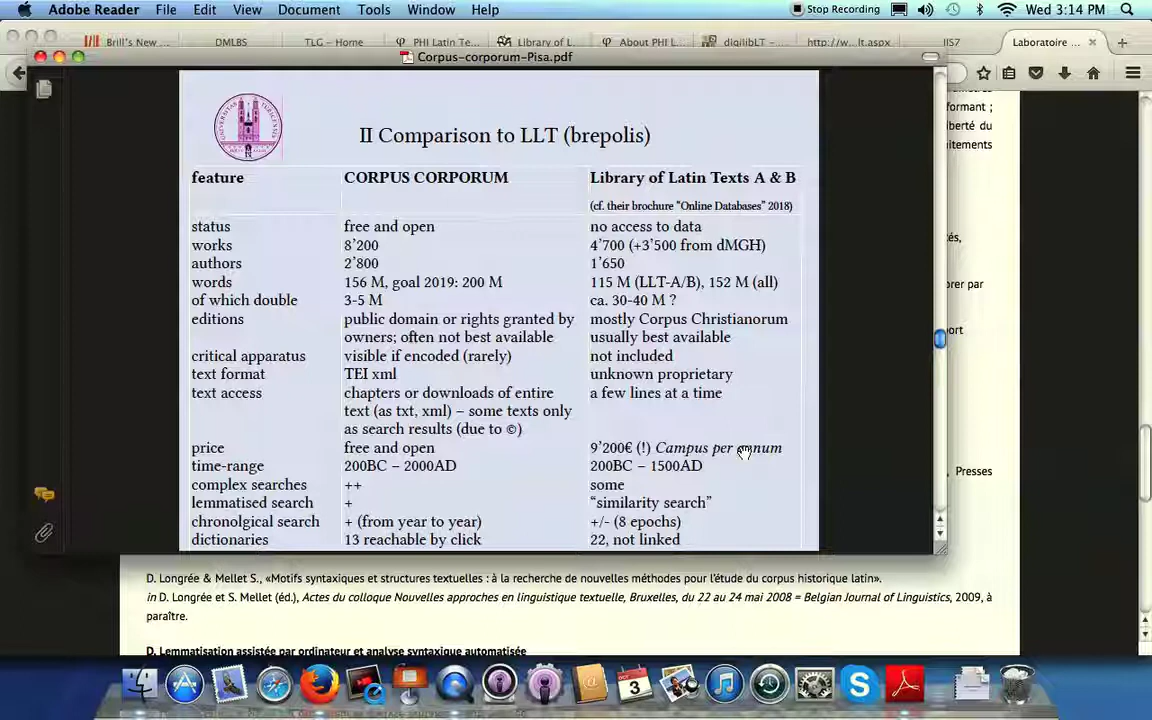 Adobe Reader File Edit View Document Tools Window Help Stop Recording Wed 3:14 PM
Brill's New ... DMLBS TLG – Home PHI Latin Te... Library of L... About PHI L... digilibLT – ... http://w...lt.aspx IIS7 Laboratoire ...
Corpus-corporum-Pisa.pdf
formant ;
iberté du
itements
II Comparison to LLT (brepolis)
feature CORPUS CORPORUM Library of Latin Texts A & B
(cf. their brochure "Online Databases" 2018)
status free and open no access to data
works 8'200 4'700 (+3'500 from dMGH)
és,
authors 2'800 1'650
words 156 M, goal 2019: 200 M 115 M (LLT-A/B), 152 M (all)
orer par
of which double 3-5 M ca. 30-40 M ?
editions public domain or rights granted by mostly Corpus Christianorum
port
owners; often not best available usually best available
critical apparatus visible if encoded (rarely) not included
text format TEI xml unknown proprietary
text access chapters or downloads of entire a few lines at a time
text (as txt, xml) – some texts only
as search results (due to ©)
price free and open 9'200€ (!) Campus per annum
time-range 200BC – 2000AD 200BC – 1500AD
, Presses
complex searches ++ some
lemmatised search + "similarity search"
chronolgical search + (from year to year) +/- (8 epochs)
dictionaries 13 reachable by click 22, not linked
D. Longrée & Mellet S., «Motifs syntaxiques et structures textuelles : à la recherche de nouvelles méthodes pour l'étude du corpus historique latin».
in D. Longrée et S. Mellet (éd.), Actes du colloque Nouvelles approches en linguistique textuelle, Bruxelles, du 22 au 24 mai 2008 = Belgian Journal of Linguistics, 2009, à
paraître.
D. Lemmatisation assistée par ordinateur et analyse syntaxique automatisée
3